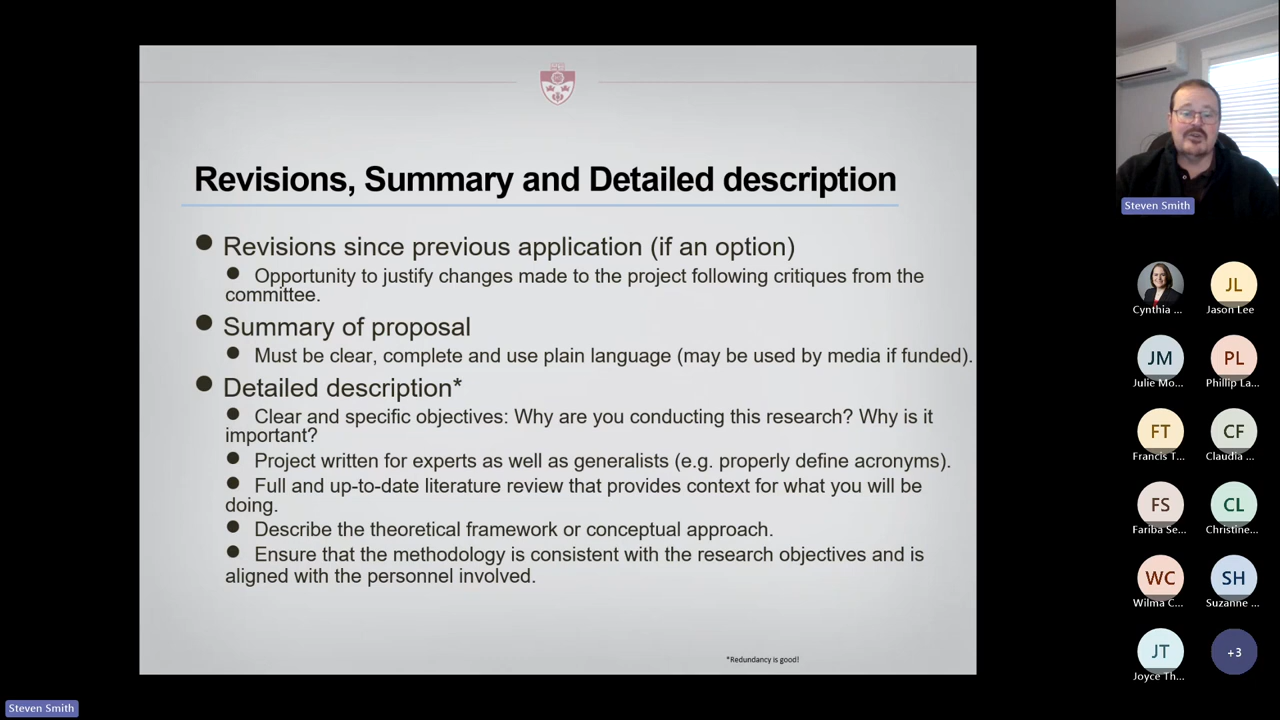 Revisions, Summary and Detailed description
● Revisions since previous application (if an option)
● Opportunity to justify changes made to the project following critiques from the
committee.
● Summary of proposal
● Must be clear, complete and use plain language (may be used by media if funded).
● Detailed description*
● Clear and specific objectives: Why are you conducting this research? Why is it
important?
● Project written for experts as well as generalists (e.g. properly define acronyms).
● Full and up-to-date literature review that provides context for what you will be
doing.
● Describe the theoretical framework or conceptual approach.
● Ensure that the methodology is consistent with the research objectives and is
aligned with the personnel involved.
*Redundancy is good!
Steven Smith
Steven Smith
Cynthia ...
JL
Jason Lee
JM
Julie Mo...
PL
Phillip La...
FT
Francis T...
CF
Claudia ...
FS
Fariba Se...
CL
Christine...
WC
Wilma C...
SH
Suzanne ...
JT
Joyce Th...
+3